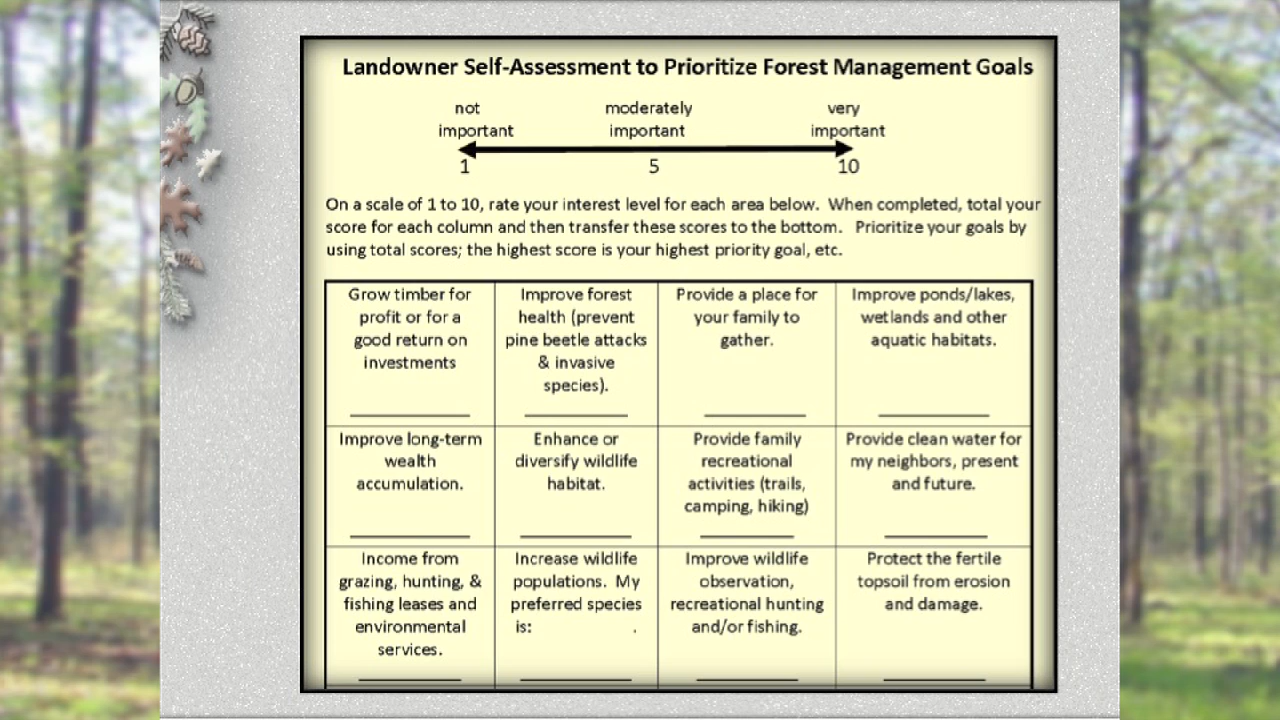 Landowner Self-Assessment to Prioritize Forest Management Goals
not moderately very
important important important
1 5 10
On a scale of 1 to 10, rate your interest level for each area below. When completed, total your
score for each column and then transfer these scores to the bottom. Prioritize your goals by
using total scores; the highest score is your highest priority goal, etc.
Grow timber for
profit or for a
good return on
investments
Improve forest
health (prevent
pine beetle attacks
& invasive
species).
Provide a place for
your family to
gather.
Improve ponds/lakes,
wetlands and other
aquatic habitats.
Improve long-term
wealth
accumulation.
Enhance or
diversify wildlife
habitat.
Provide family
recreational
activities (trails,
camping, hiking)
Provide clean water for
my neighbors, present
and future.
Income from
grazing, hunting, &
fishing leases and
environmental
services.
Increase wildlife
populations. My
preferred species
is: .
Improve wildlife
observation,
recreational hunting
and/or fishing.
Protect the fertile
topsoil from erosion
and damage.